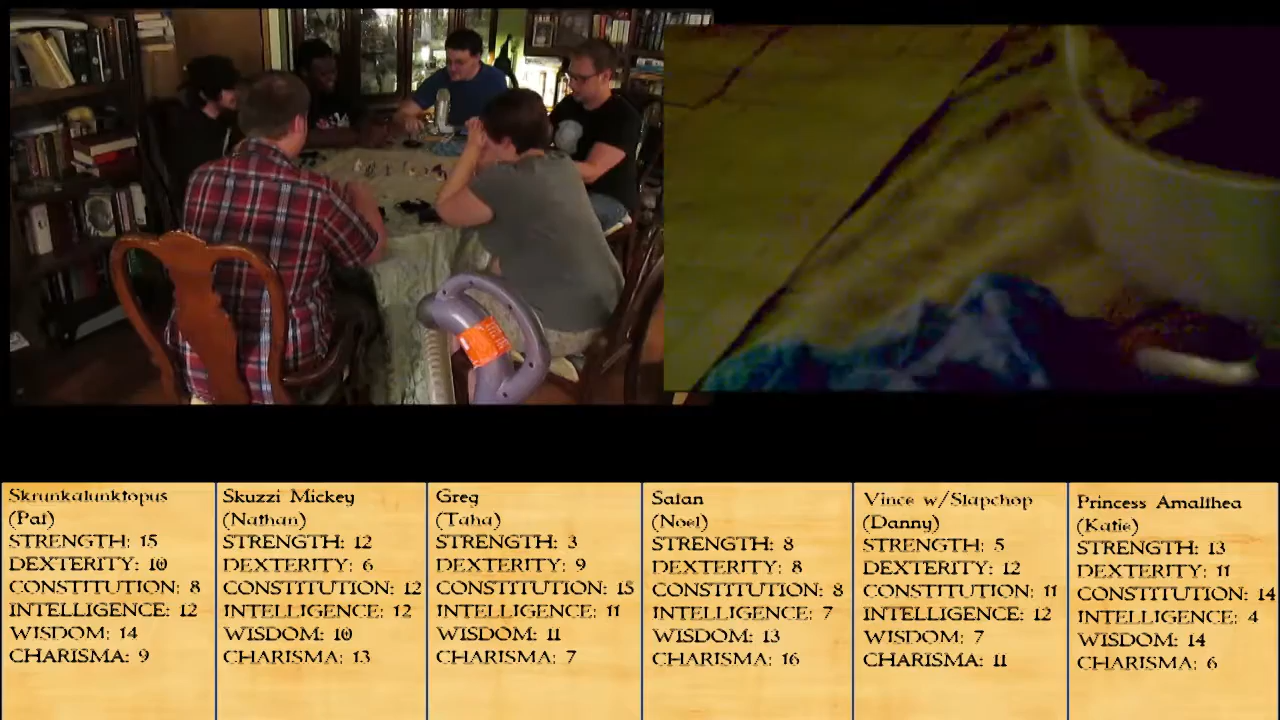 Skrunkalunktopus
(Pat)
STRENGTH: 15
DEXTERITY: 10
CONSTITUTION: 8
INTELLIGENCE: 12
WISDOM: 14
CHARISMA: 9
Skuzzi Mickey
(Nathan)
STRENGTH: 12
DEXTERITY: 6
CONSTITUTION: 12
INTELLIGENCE: 12
WISDOM: 10
CHARISMA: 13
Greg
(Taha)
STRENGTH: 3
DEXTERITY: 9
CONSTITUTION: 15
INTELLIGENCE: 11
WISDOM: 11
CHARISMA: 7
Satan
(Noel)
STRENGTH: 8
DEXTERITY: 8
CONSTITUTION: 8
INTELLIGENCE: 7
WISDOM: 13
CHARISMA: 16
Vince w/Slapchop
(Danny)
STRENGTH: 5
DEXTERITY: 12
CONSTITUTION: 11
INTELLIGENCE: 12
WISDOM: 7
CHARISMA: 11
Princess Amalthea
(Katie)
STRENGTH: 13
DEXTERITY: 11
CONSTITUTION: 14
INTELLIGENCE: 4
WISDOM: 14
CHARISMA: 6